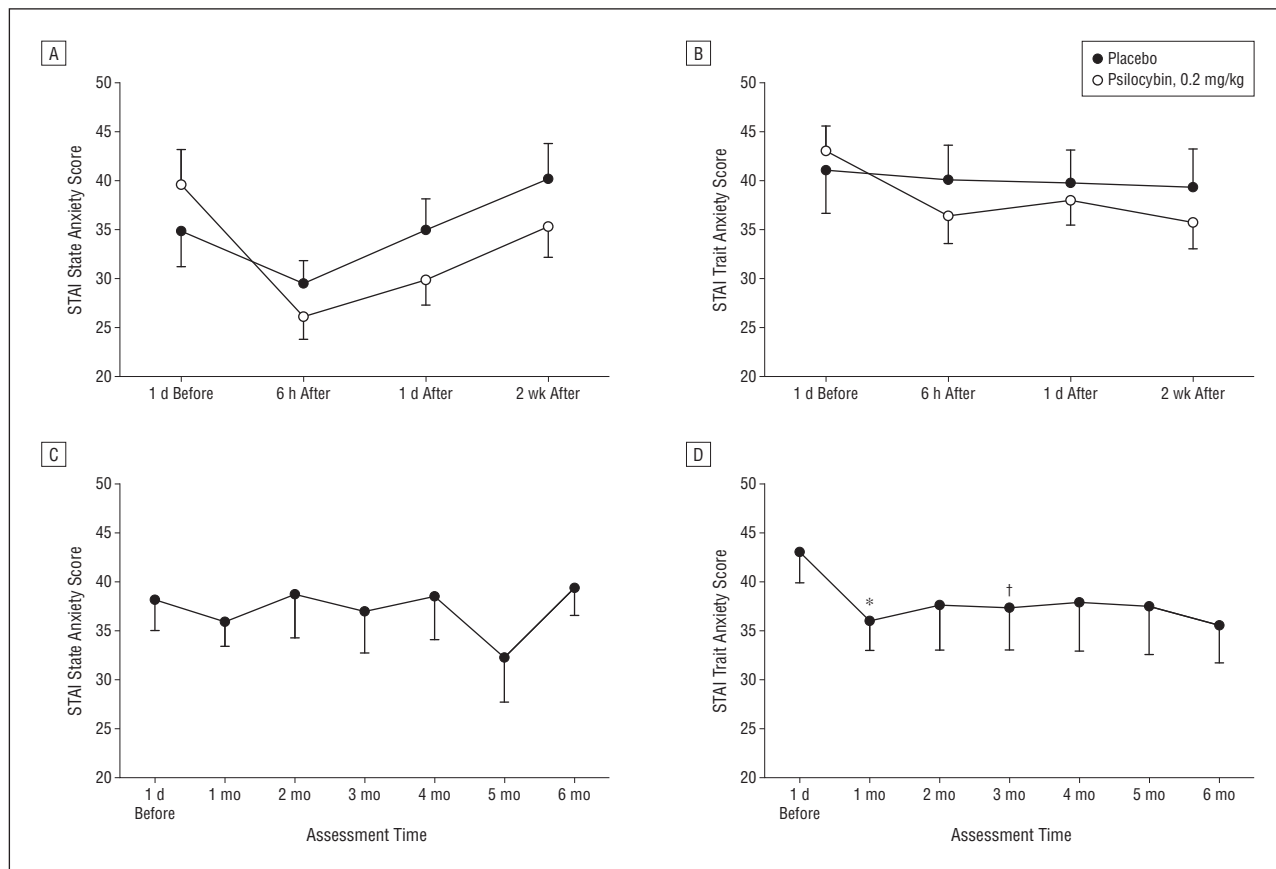 A
STAI State Anxiety Score
50
45
40
35
30
25
20
1 d Before 6 h After 1 d After 2 wk After
B
Placebo
Psilocybin, 0.2 mg/kg
STAI Trait Anxiety Score
50
45
40
35
30
25
20
1 d Before 6 h After 1 d After 2 wk After
C
STAI State Anxiety Score
50
45
40
35
30
25
20
1 d 1 mo 2 mo 3 mo 4 mo 5 mo 6 mo
Before
Assessment Time
D
STAI Trait Anxiety Score
50
45
40
35
30
25
20
*
†
1 d 1 mo 2 mo 3 mo 4 mo 5 mo 6 mo
Before
Assessment Time